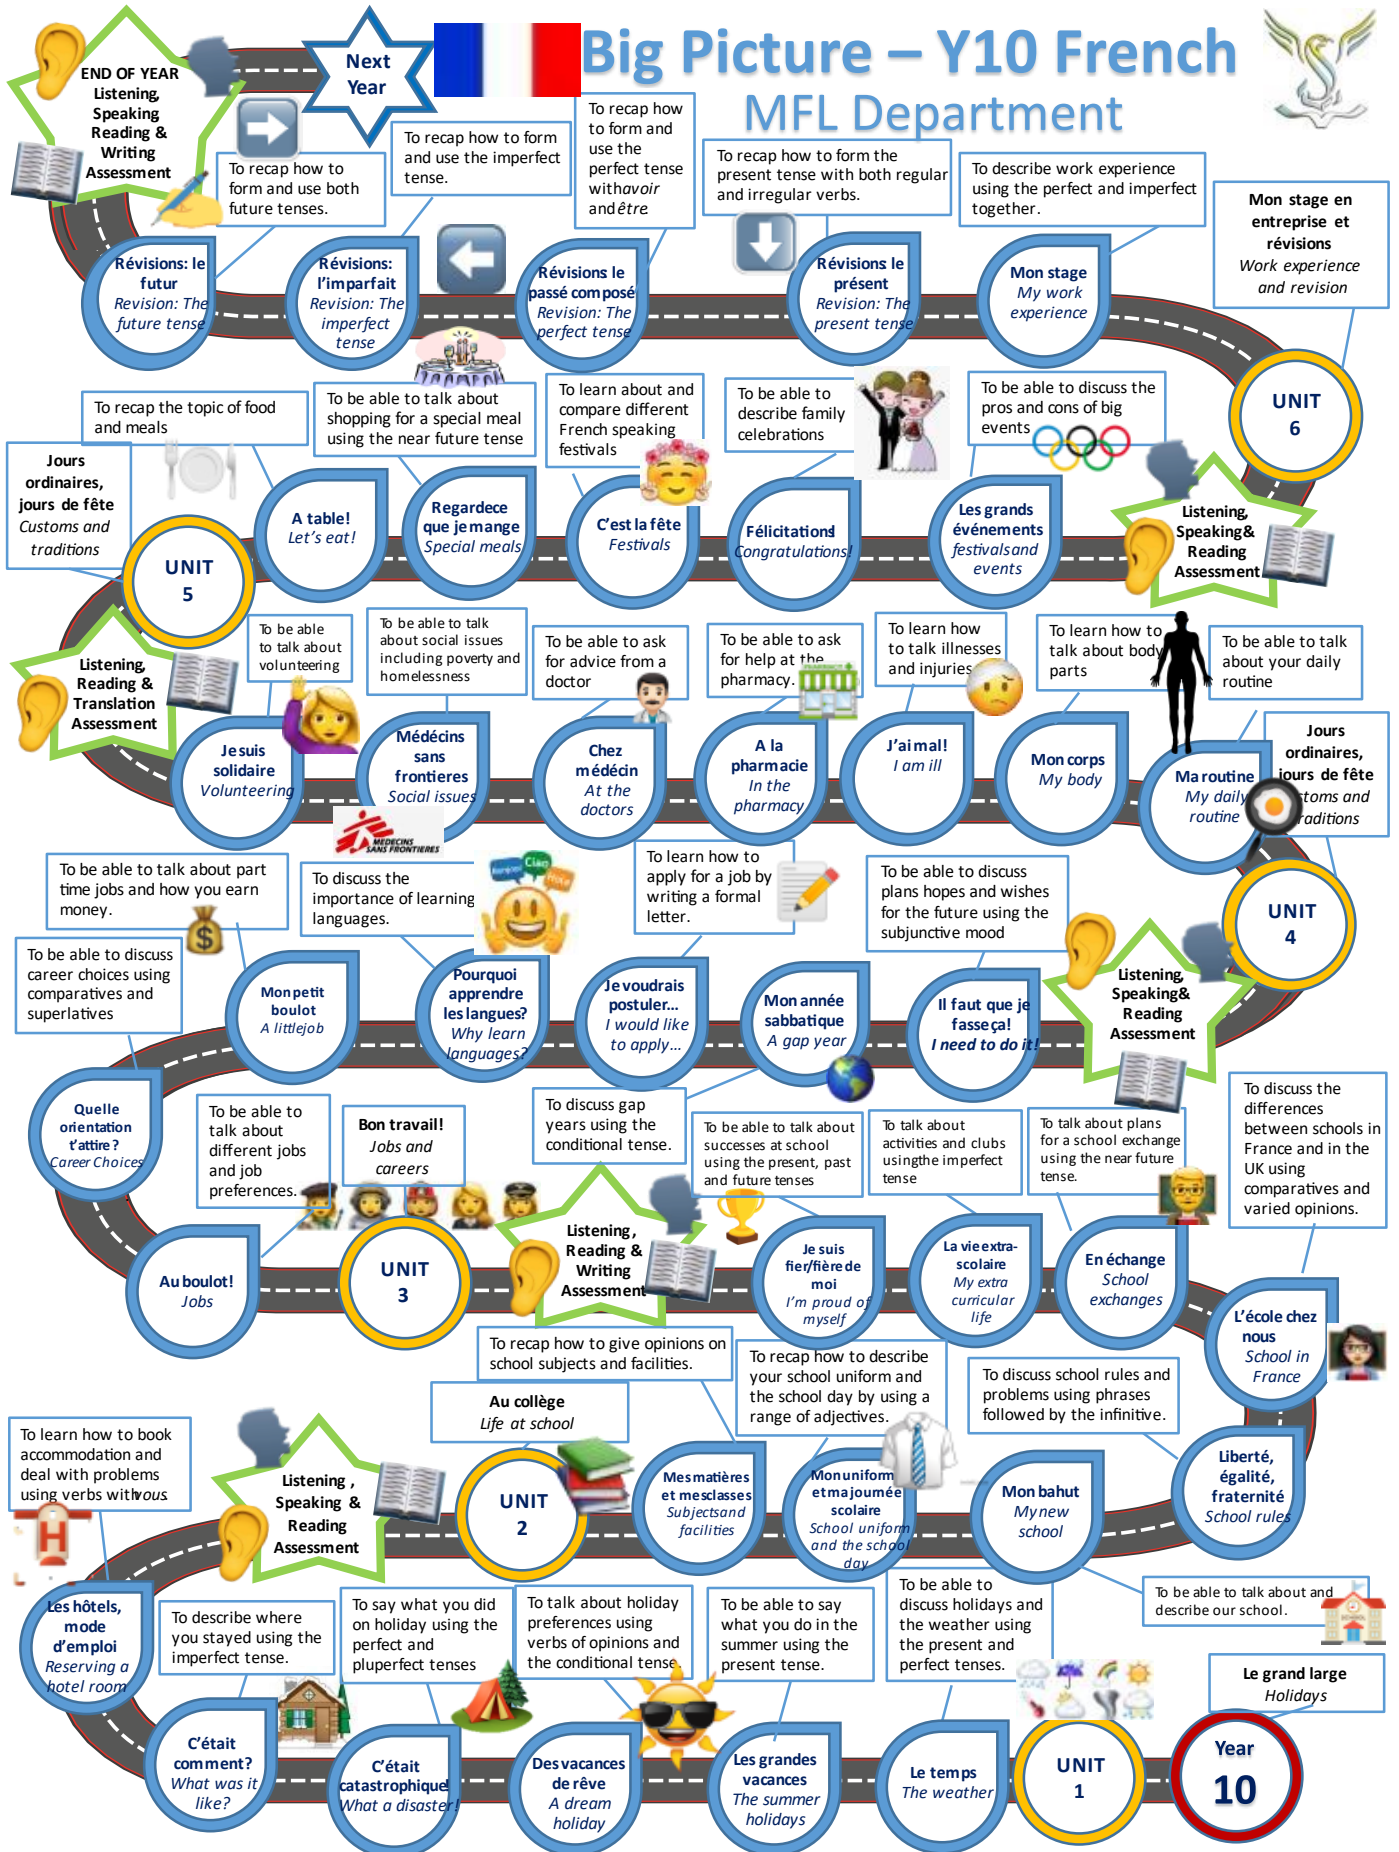 Big Picture – Y10 French
MFL Department
END OF YEAR
Listening,
Speaking
Reading &
Writing
Assessment
Next
Year
To recap how to
form and use both
future tenses.
To recap how to form
and use the imperfect
tense.
To recap how
to form and
use the
perfect tense
withavoir
and être
To recap how to form the
present tense with both regular
and irregular verbs.
To describe work experience
using the perfect and imperfect
together.
Mon stage en
entreprise et
révisions
Work experience
and revision
Révisions: le
futur
Revision: The
future tense
Révisions:
l’imparfait
Revision: The
imperfect
tense
Révisions le
passé composé
Revision: The
perfect tense
Révisions le
présent
Revision: The
present tense
Mon stage
My work
experience
UNIT
6
To recap the topic of food
and meals
To be able to talk about
shopping for a special meal
using the near future tense
To learn about and
compare different
French speaking
festivals
To be able to
describe family
celebrations
To be able to discuss the
pros and cons of big
events
Jours
ordinaires,
jours de fête
Customs and
traditions
UNIT
5
A table!
Let’s eat!
Regardece
que je mange
Special meals
C’est la fête
Festivals
Félicitations!
Congratulations!
Les grands
événements
festivalsand
events
Listening,
Speaking&
Reading
Assessment
Listening,
Reading &
Translation
Assessment
To be able
to talk about
volunteering
To be able to talk
about social issues
including poverty and
homelessness
To be able to ask
for advice from a
doctor
To be able to ask
for help at the
pharmacy.
To learn how
to talk illnesses
and injuries
To learn how to
talk about body
parts
To be able to talk
about your daily
routine
Je suis
solidaire
Volunteering
Médécins
sans
frontieres
Social issues
MEDECINS
SANS FRONTIERES
Chez
médécin
At the
doctors
A la
pharmacie
In the
pharmacy
J’ai mal!
I am ill
Mon corps
My body
Ma routine
My daily
routine
Jours
ordinaires,
jours de fête
toms and
raditions
UNIT
4
To be able to talk about part
time jobs and how you earn
money.
To discuss the
importance of learning
languages.
Ciao
To learn how to
apply for a job by
writing a formal
letter.
To be able to discuss
plans hopes and wishes
for the future using the
subjunctive mood
To be able to discuss
career choices using
comparatives and
superlatives
Mon petit
boulot
A little job
Pourquoi
apprendre
les langues?
Why learn
languages?
Je voudrais
postuler...
I would like
to apply...
Mon année
sabbatique
A gap year
Il faut que je
fasse ça!
I need to do it!
Listening,
Speaking&
Reading
Assessment
Quelle
orientation
t’attire ?
Career Choices
To be able to
talk about
different jobs
and job
preferences.
Bon travail!
Jobs and
careers
To discuss gap
years using the
conditional tense.
To be able to talk about
successes at school
using the present, past
and future tenses
To talk about
activities and clubs
usingthe imperfect
tense
To talk about plans
for a school exchange
using the near future
tense.
To discuss the
differences
between schools in
France and in the
UK using
comparatives and
varied opinions.
Au boulot!
Jobs
UNIT
3
Listening,
Reading &
Writing
Assessment
Je suis
fier/fière de
moi
I’m proud of
myself
La vie extra-
scolaire
My extra
curricular
life
En échange
School
exchanges
L’école chez
nous
School in
France
To recap how to give opinions on
school subjects and facilities.
To recap how to describe
your school uniform and
the school day by using a
range of adjectives.
To discuss school rules and
problems using phrases
followed by the infinitive.
Au collège
Life at school
To learn how to book
accommodation and
deal with problems
using verbs withvous.
Listening ,
Speaking &
Reading
Assessment
UNIT
2
Mes matières
et mesclasses
Subjectsand
facilities
Mon uniform
et ma journée
scolaire
School uniform
and the school
day
Mon bahut
My new
school
Liberté,
égalité,
fraternité
School rules
H
Les hôtels,
mode
d’emploi
Reserving a
hotel room
To describe where
you stayed using the
imperfect tense.
To say what you did
on holiday using the
perfect and
pluperfect tenses
To talk about holiday
preferences using
verbs of opinions and
the conditional tense.
To be able to say
what you do in the
summer using the
present tense.
To be able to
discuss holidays and
the weather using
the present and
perfect tenses.
To be able to talk about and
describe our school.
SCHOOL
Le grand large
Holidays
C’était
comment?
What was it
like?
C’était
catastrophique!
What a disaster!
Des vacances
de rêve
A dream
holiday
Les grandes
vacances
The summer
holidays
Le temps
The weather
UNIT
1
Year
10